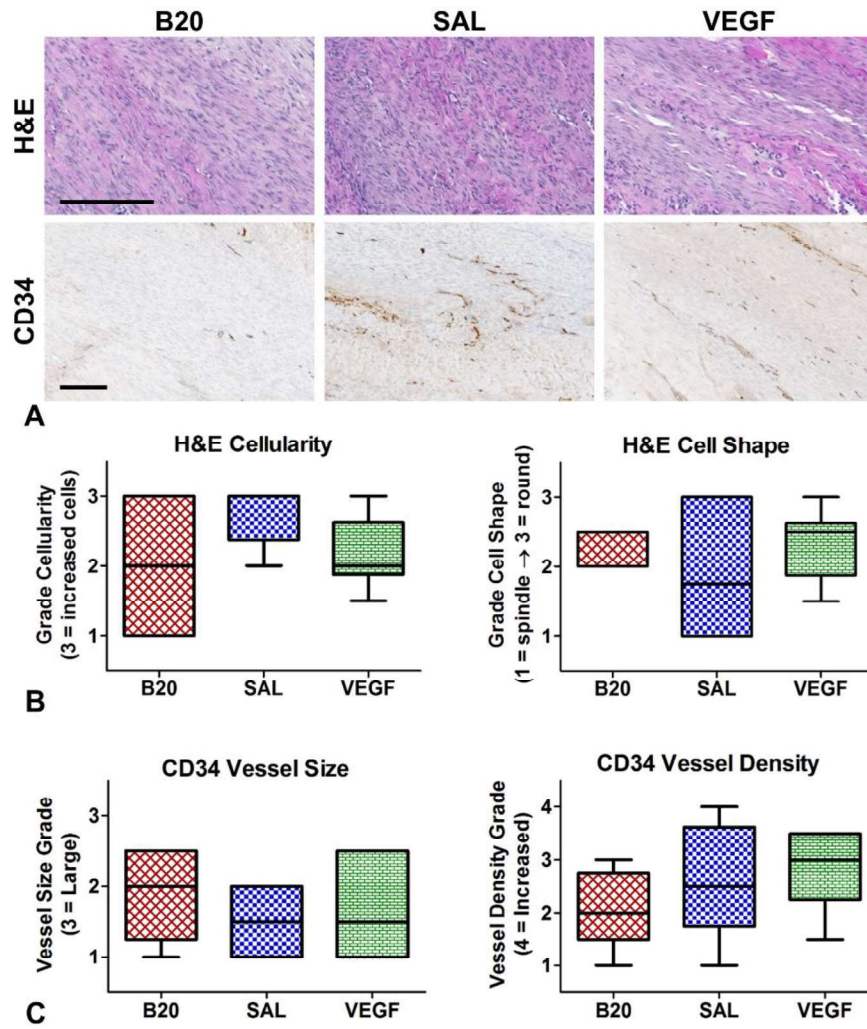 B20 SAL VEGF
H&E
CD34
A
H&E Cellularity
Grade Cellularity
(3 = increased cells)
3
2
1
B20 SAL VEGF
H&E Cell Shape
Grade Cell Shape
(1 = spindle → 3 = round)
3
2
1
B20 SAL VEGF
B
CD34 Vessel Size
Vessel Size Grade
(3 = Large)
3
2
1
B20 SAL VEGF
CD34 Vessel Density
Vessel Density Grade
(4 = Increased)
4
3
2
1
B20 SAL VEGF
C